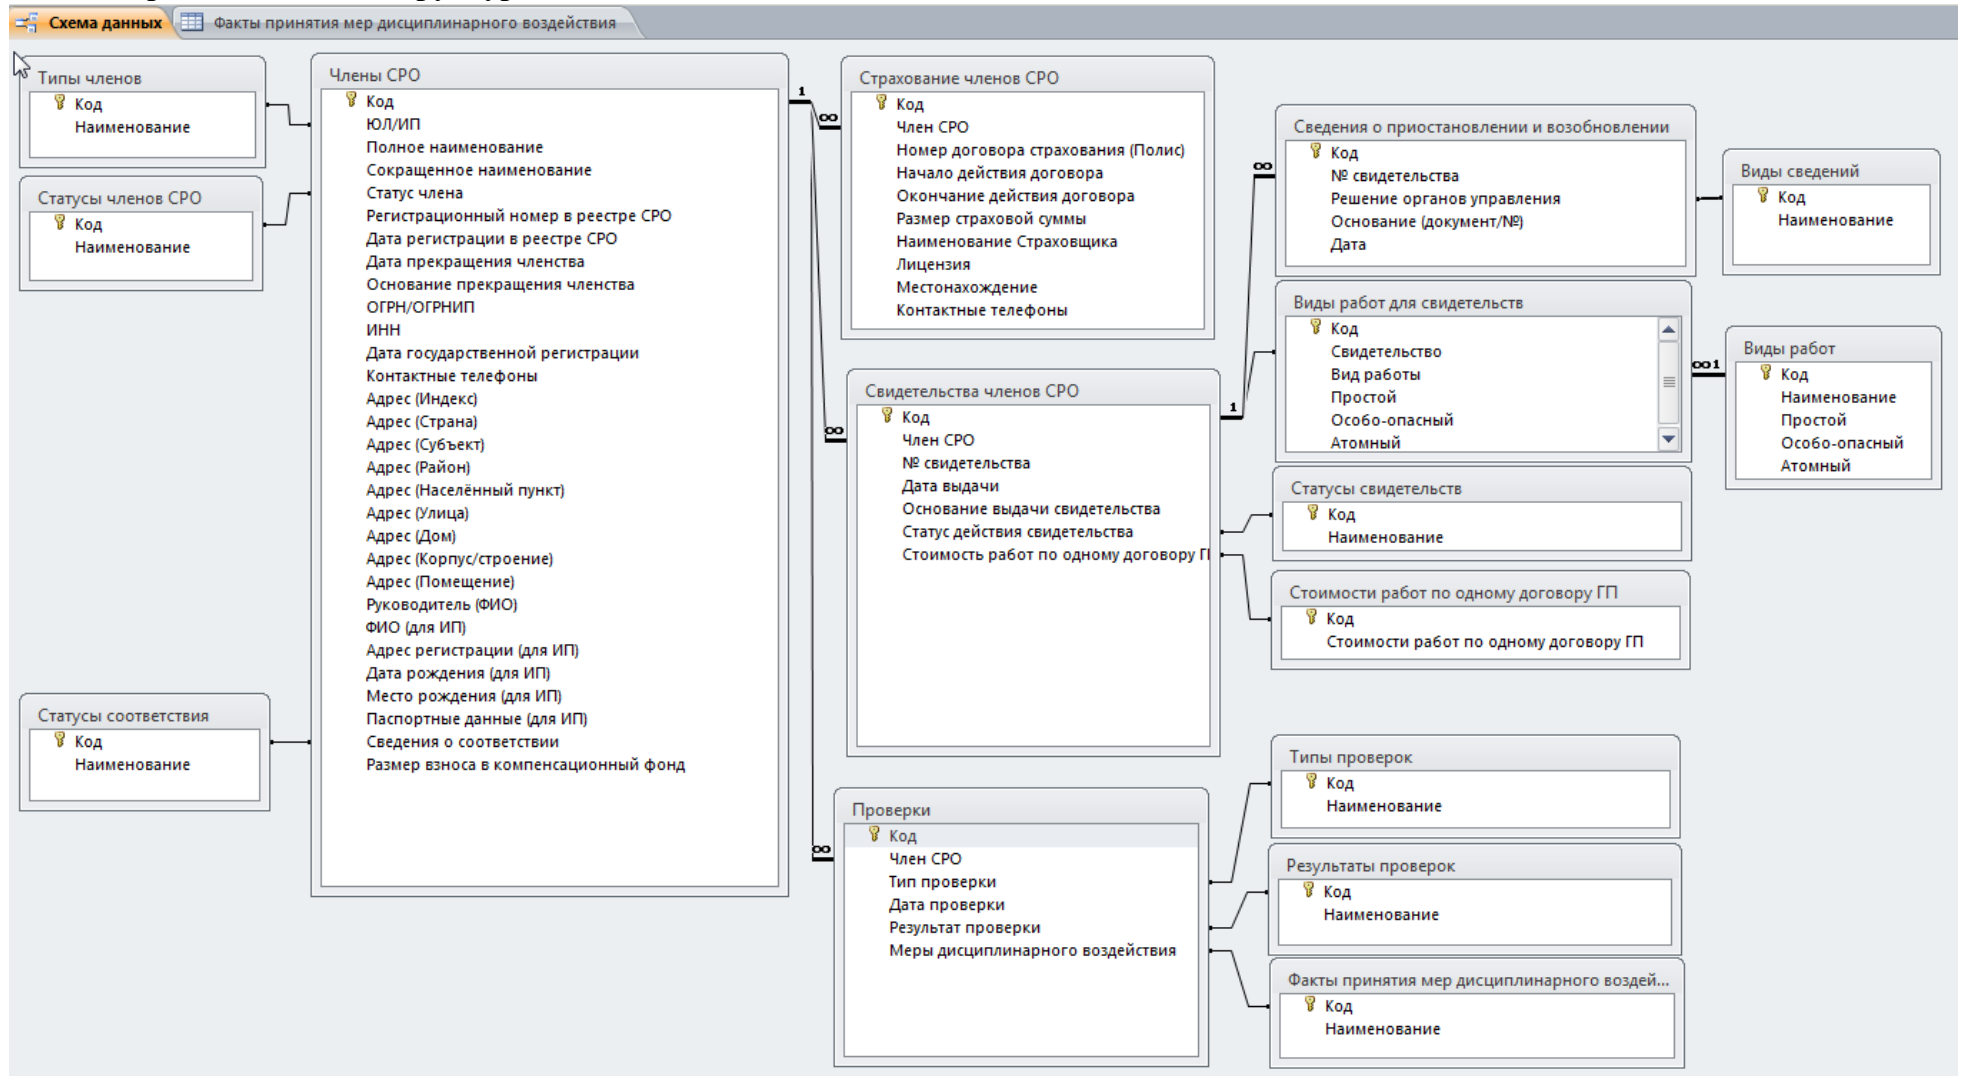 Схема данных
Факты принятия мер дисциплинарного воздействия
Типы членов
Код
Наименование
Статусы членов СРО
Код
Наименование
Статусы соответствия
Код
Наименование
Члены СРО
Код
ЮЛ/ИП
Полное наименование
Сокращенное наименование
Статус члена
Регистрационный номер в реестре СРО
Дата регистрации в реестре СРО
Дата прекращения членства
Основание прекращения членства
ОГРН/ОГРНИП
ИНН
Дата государственной регистрации
Контактные телефоны
Адрес (Индекс)
Адрес (Страна)
Адрес (Субъект)
Адрес (Район)
Адрес (Населённый пункт)
Адрес (Улица)
Адрес (Дом)
Адрес (Корпус/строение)
Адрес (Помещение)
Руководитель (ФИО)
ФИО (для ИП)
Адрес регистрации (для ИП)
Дата рождения (для ИП)
Место рождения (для ИП)
Паспортные данные (для ИП)
Сведения о соответствии
Размер взноса в компенсационный фонд
1
∞
∞
∞
Страхование членов СРО
Код
Член СРО
Номер договора страхования (Полис)
Начало действия договора
Окончание действия договора
Размер страховой суммы
Наименование Страховщика
Лицензия
Местонахождение
Контактные телефоны
Свидетельства членов СРО
Код
Член СРО
№ свидетельства
Дата выдачи
Основание выдачи свидетельства
Статус действия свидетельства
Стоимость работ по одному договору ГП
1
∞
Проверки
Код
Член СРО
Тип проверки
Дата проверки
Результат проверки
Меры дисциплинарного воздействия
Сведения о приостановлении и возобновлении
Код
№ свидетельства
Решение органов управления
Основание (документ/№)
Дата
Виды сведений
Код
Наименование
Виды работ для свидетельств
Код
Свидетельство
Вид работы
Простой
Особо-опасный
Атомный
∞ 1
Виды работ
Код
Наименование
Простой
Особо-опасный
Атомный
Статусы свидетельств
Код
Наименование
Стоимости работ по одному договору ГП
Код
Стоимости работ по одному договору ГП
Типы проверок
Код
Наименование
Результаты проверок
Код
Наименование
Факты принятия мер дисциплинарного воздей...
Код
Наименование